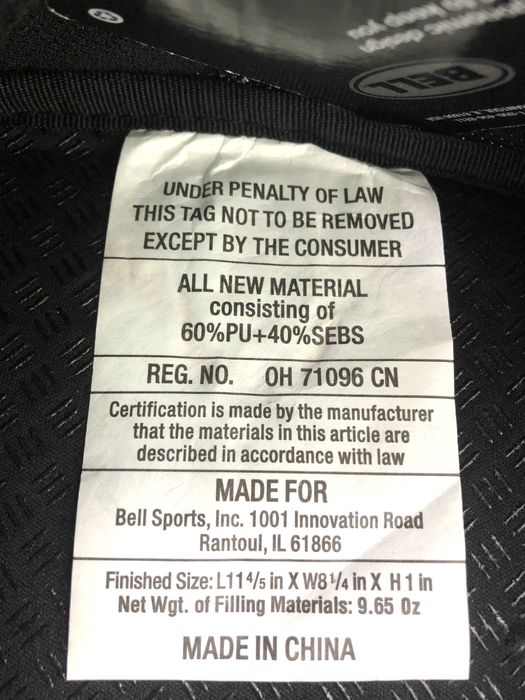 BELL
UNDER PENALTY OF LAW
THIS TAG NOT TO BE REMOVED
EXCEPT BY THE CONSUMER
ALL NEW MATERIAL
consisting of
60%PU+40%SEBS
REG. NO. OH 71096 CN
Certification is made by the manufacturer
that the materials in this article are
described in accordance with law
MADE FOR
Bell Sports, Inc. 1001 Innovation Road
Rantoul, IL 61866
Finished Size: L11 4/5 in X W8 1/4 in X H 1 in
Net Wgt. of Filling Materials: 9.65 Oz
MADE IN CHINA